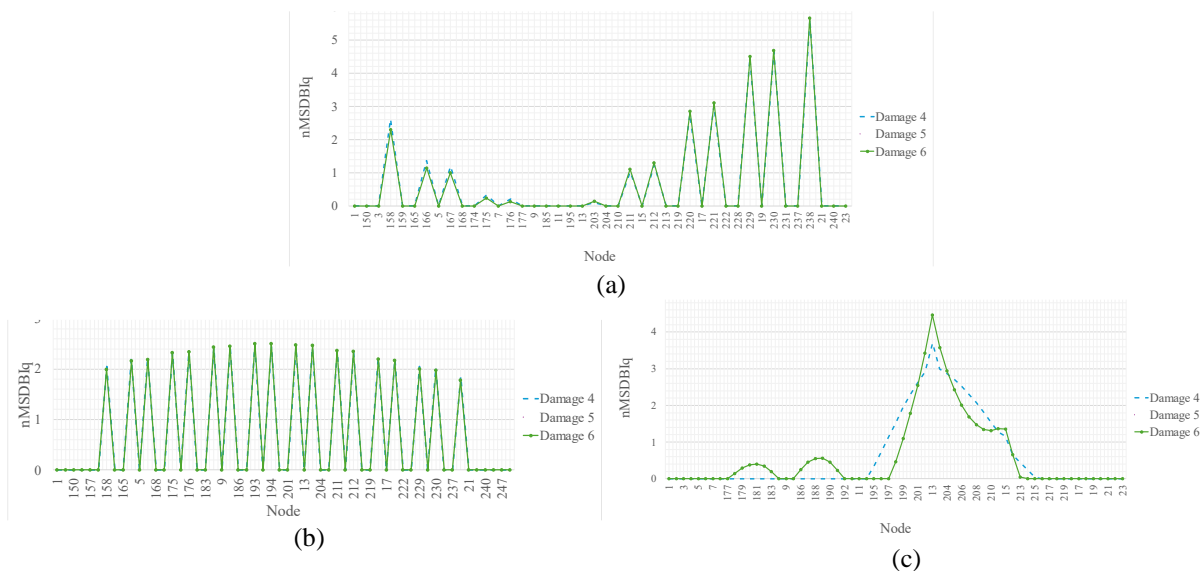 5
4
3
2
1
0
nMSDBlq
1 150 3 158 159 165 166 5 167 168 174 175 7 176 177 9 185 11 195 13 203 204 210 211 15 212 213 219 220 17 221 222 228 229 19 230 231 237 238 21 240 23
Node
Damage 4
Damage 5
Damage 6
(a)
3
2
1
0
nMSDBlq
1 150 157 158 165 5 168 175 176 183 9 186 193 194 201 13 204 211 212 219 17 222 229 230 237 21 240 247
Node
Damage 4
Damage 5
Damage 6
(b)
4
3
2
1
0
nMSDBlq
1 3 5 7 177 179 181 183 9 186 188 190 192 11 195 197 199 201 13 204 206 208 210 15 213 215 217 219 17 19 21 23
Node
Damage 4
Damage 5
Damage 6
(c)